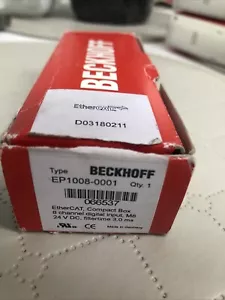 BECKHOFF
EtherCAT
D03180211
Type BECKHOFF
EP1008-0001 Qty. 1
066537
EtherCAT, Compact Box
8 channel digital input, M8
24 V DC, filtertime 3.0 ms
Made in Germany